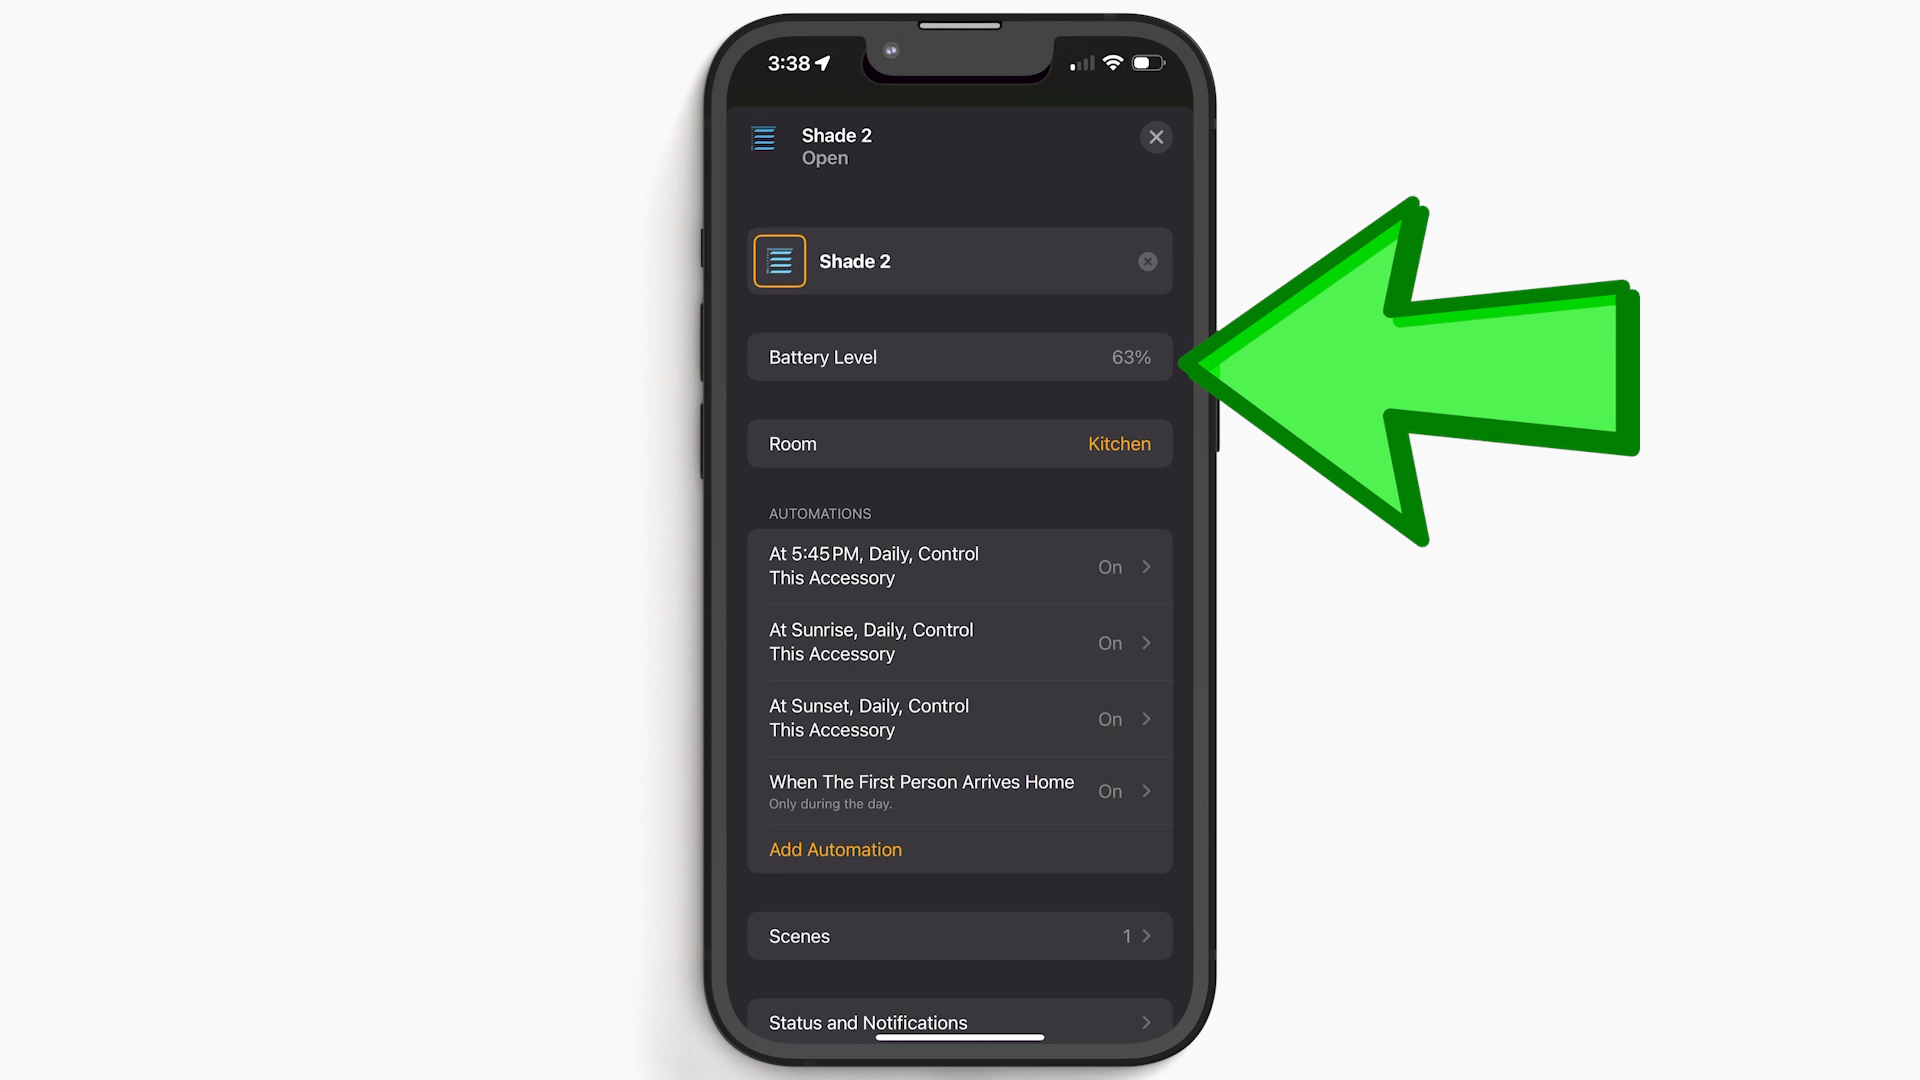 3:38
Shade 2
Open
Shade 2
Battery Level 63%
Room Kitchen
AUTOMATIONS
At 5:45 PM, Daily, Control
This Accessory
On
At Sunrise, Daily, Control
This Accessory
On
At Sunset, Daily, Control
This Accessory
On
When The First Person Arrives Home
Only during the day.
On
Add Automation
Scenes 1
Status and Notifications